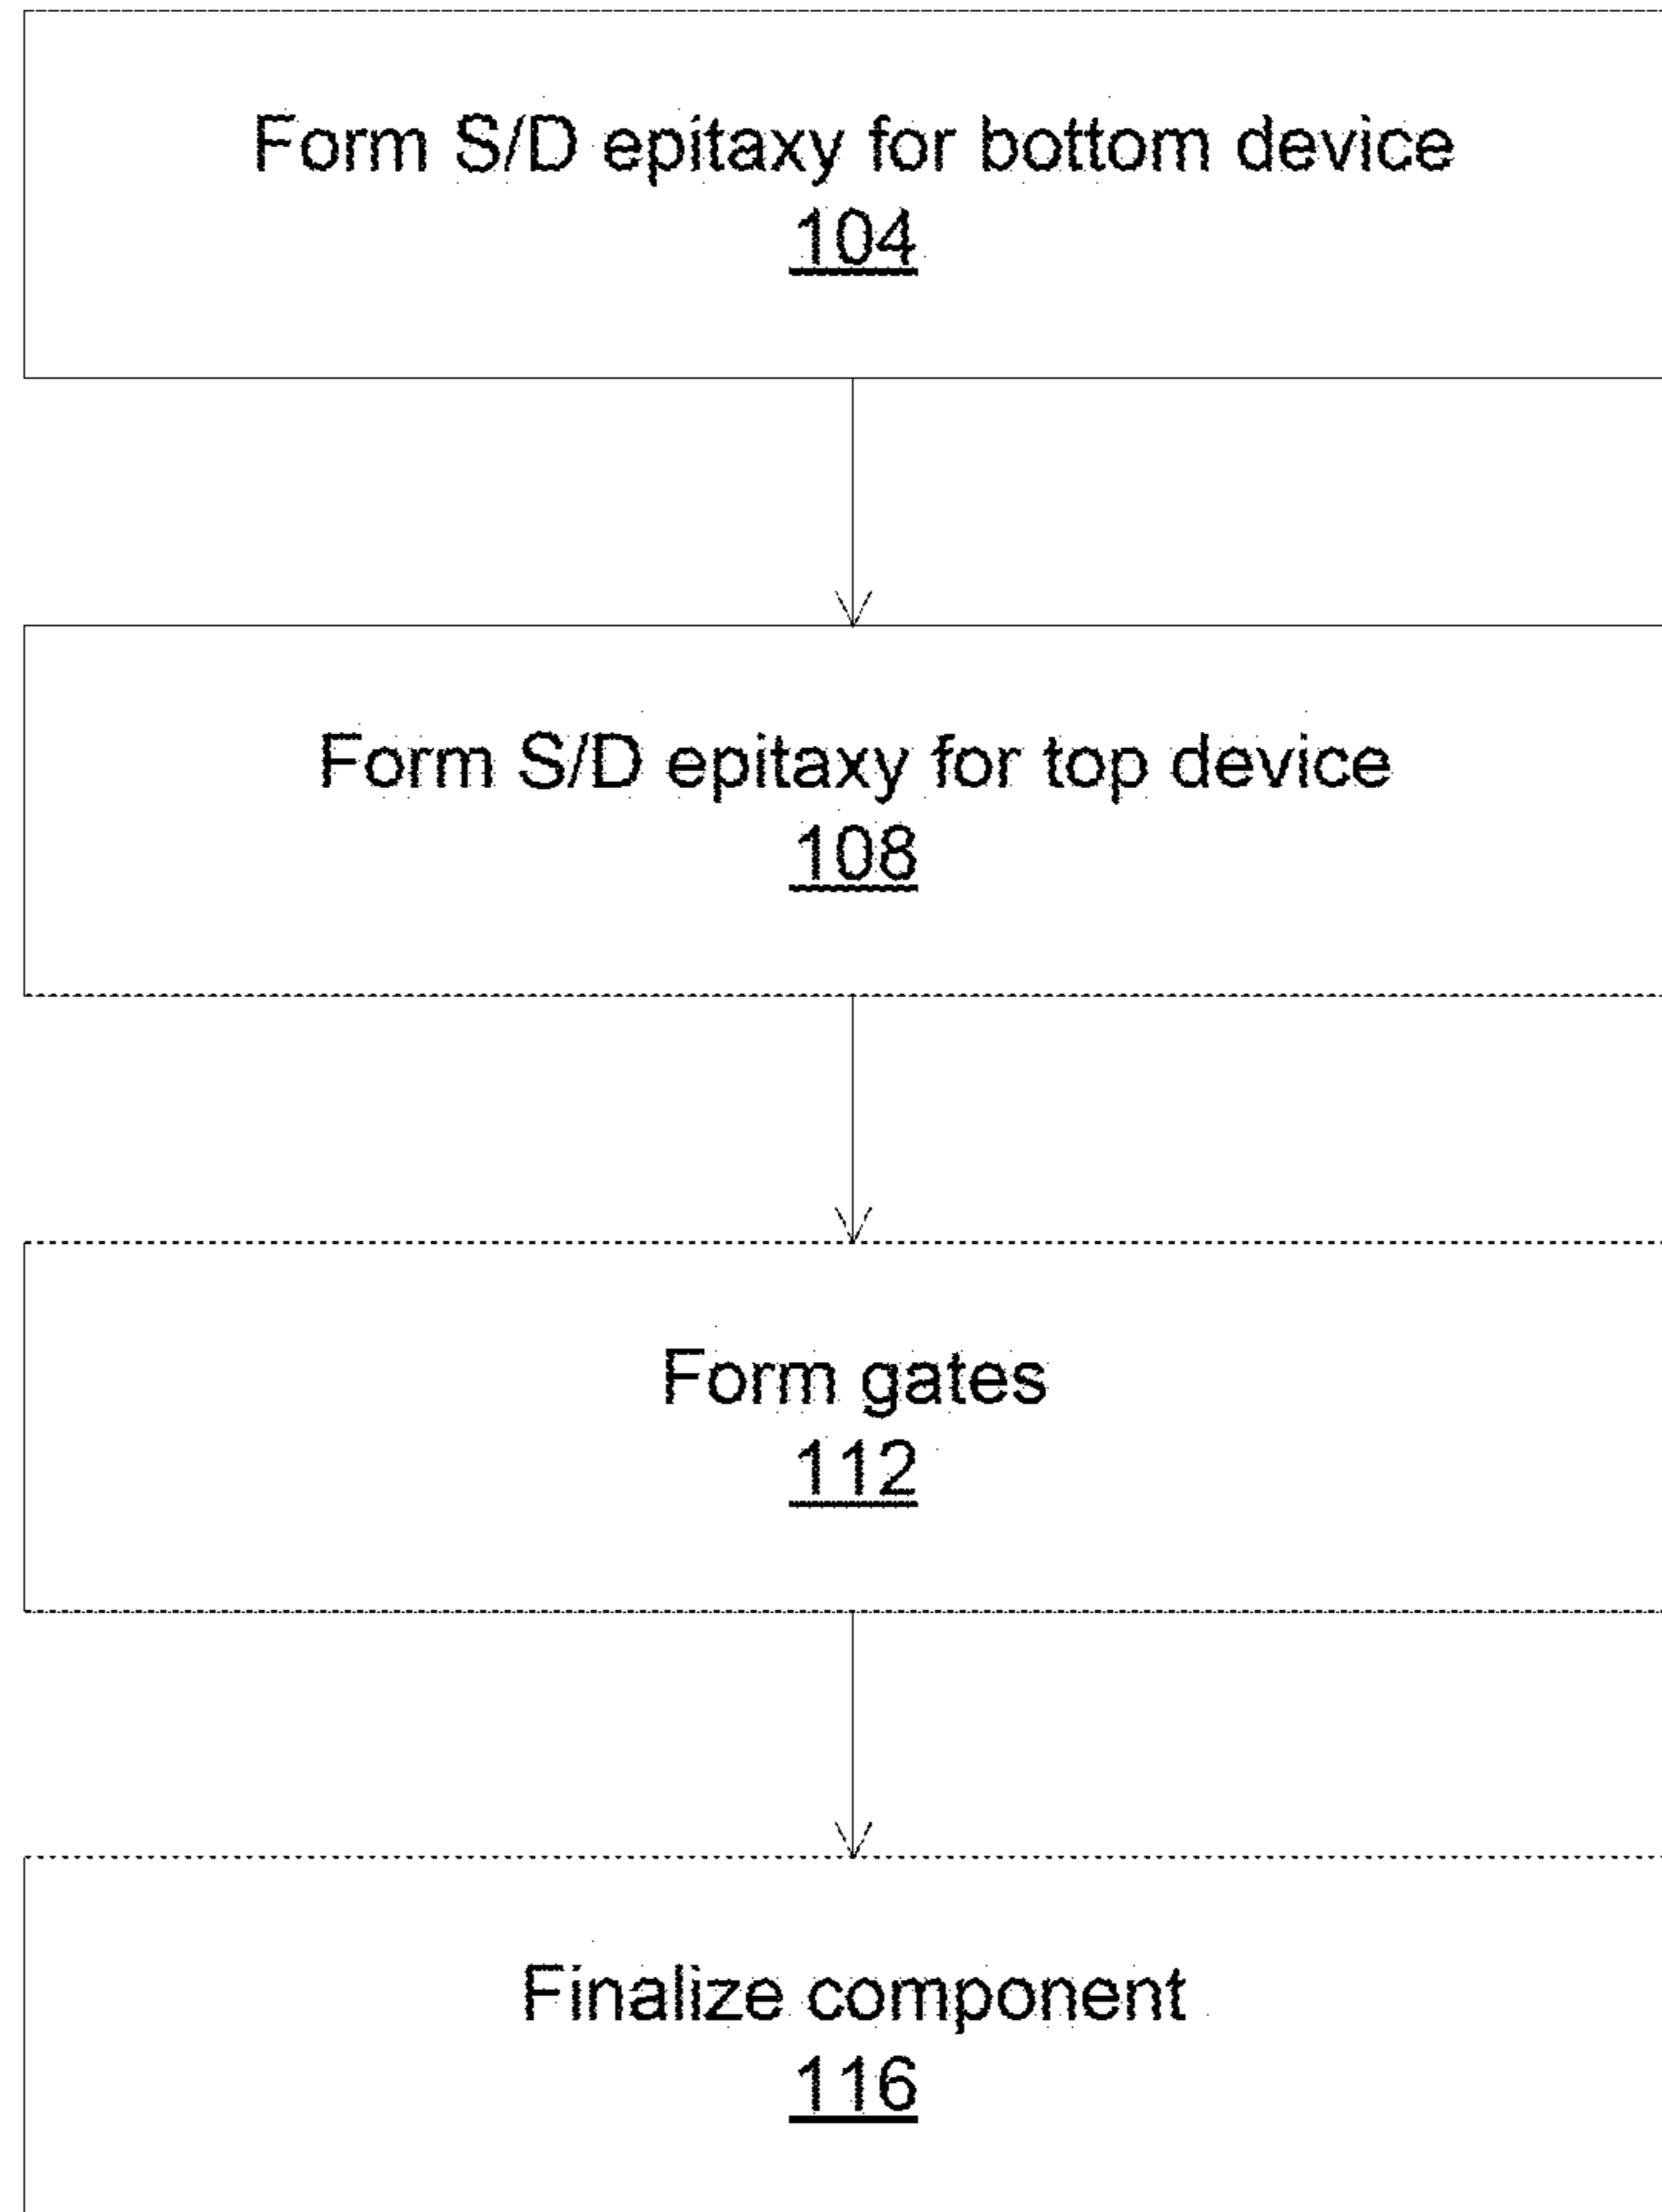 Form S/D epitaxy for bottom device
104
Form S/D epitaxy for top device
108
Form gates
112
Finalize component
116